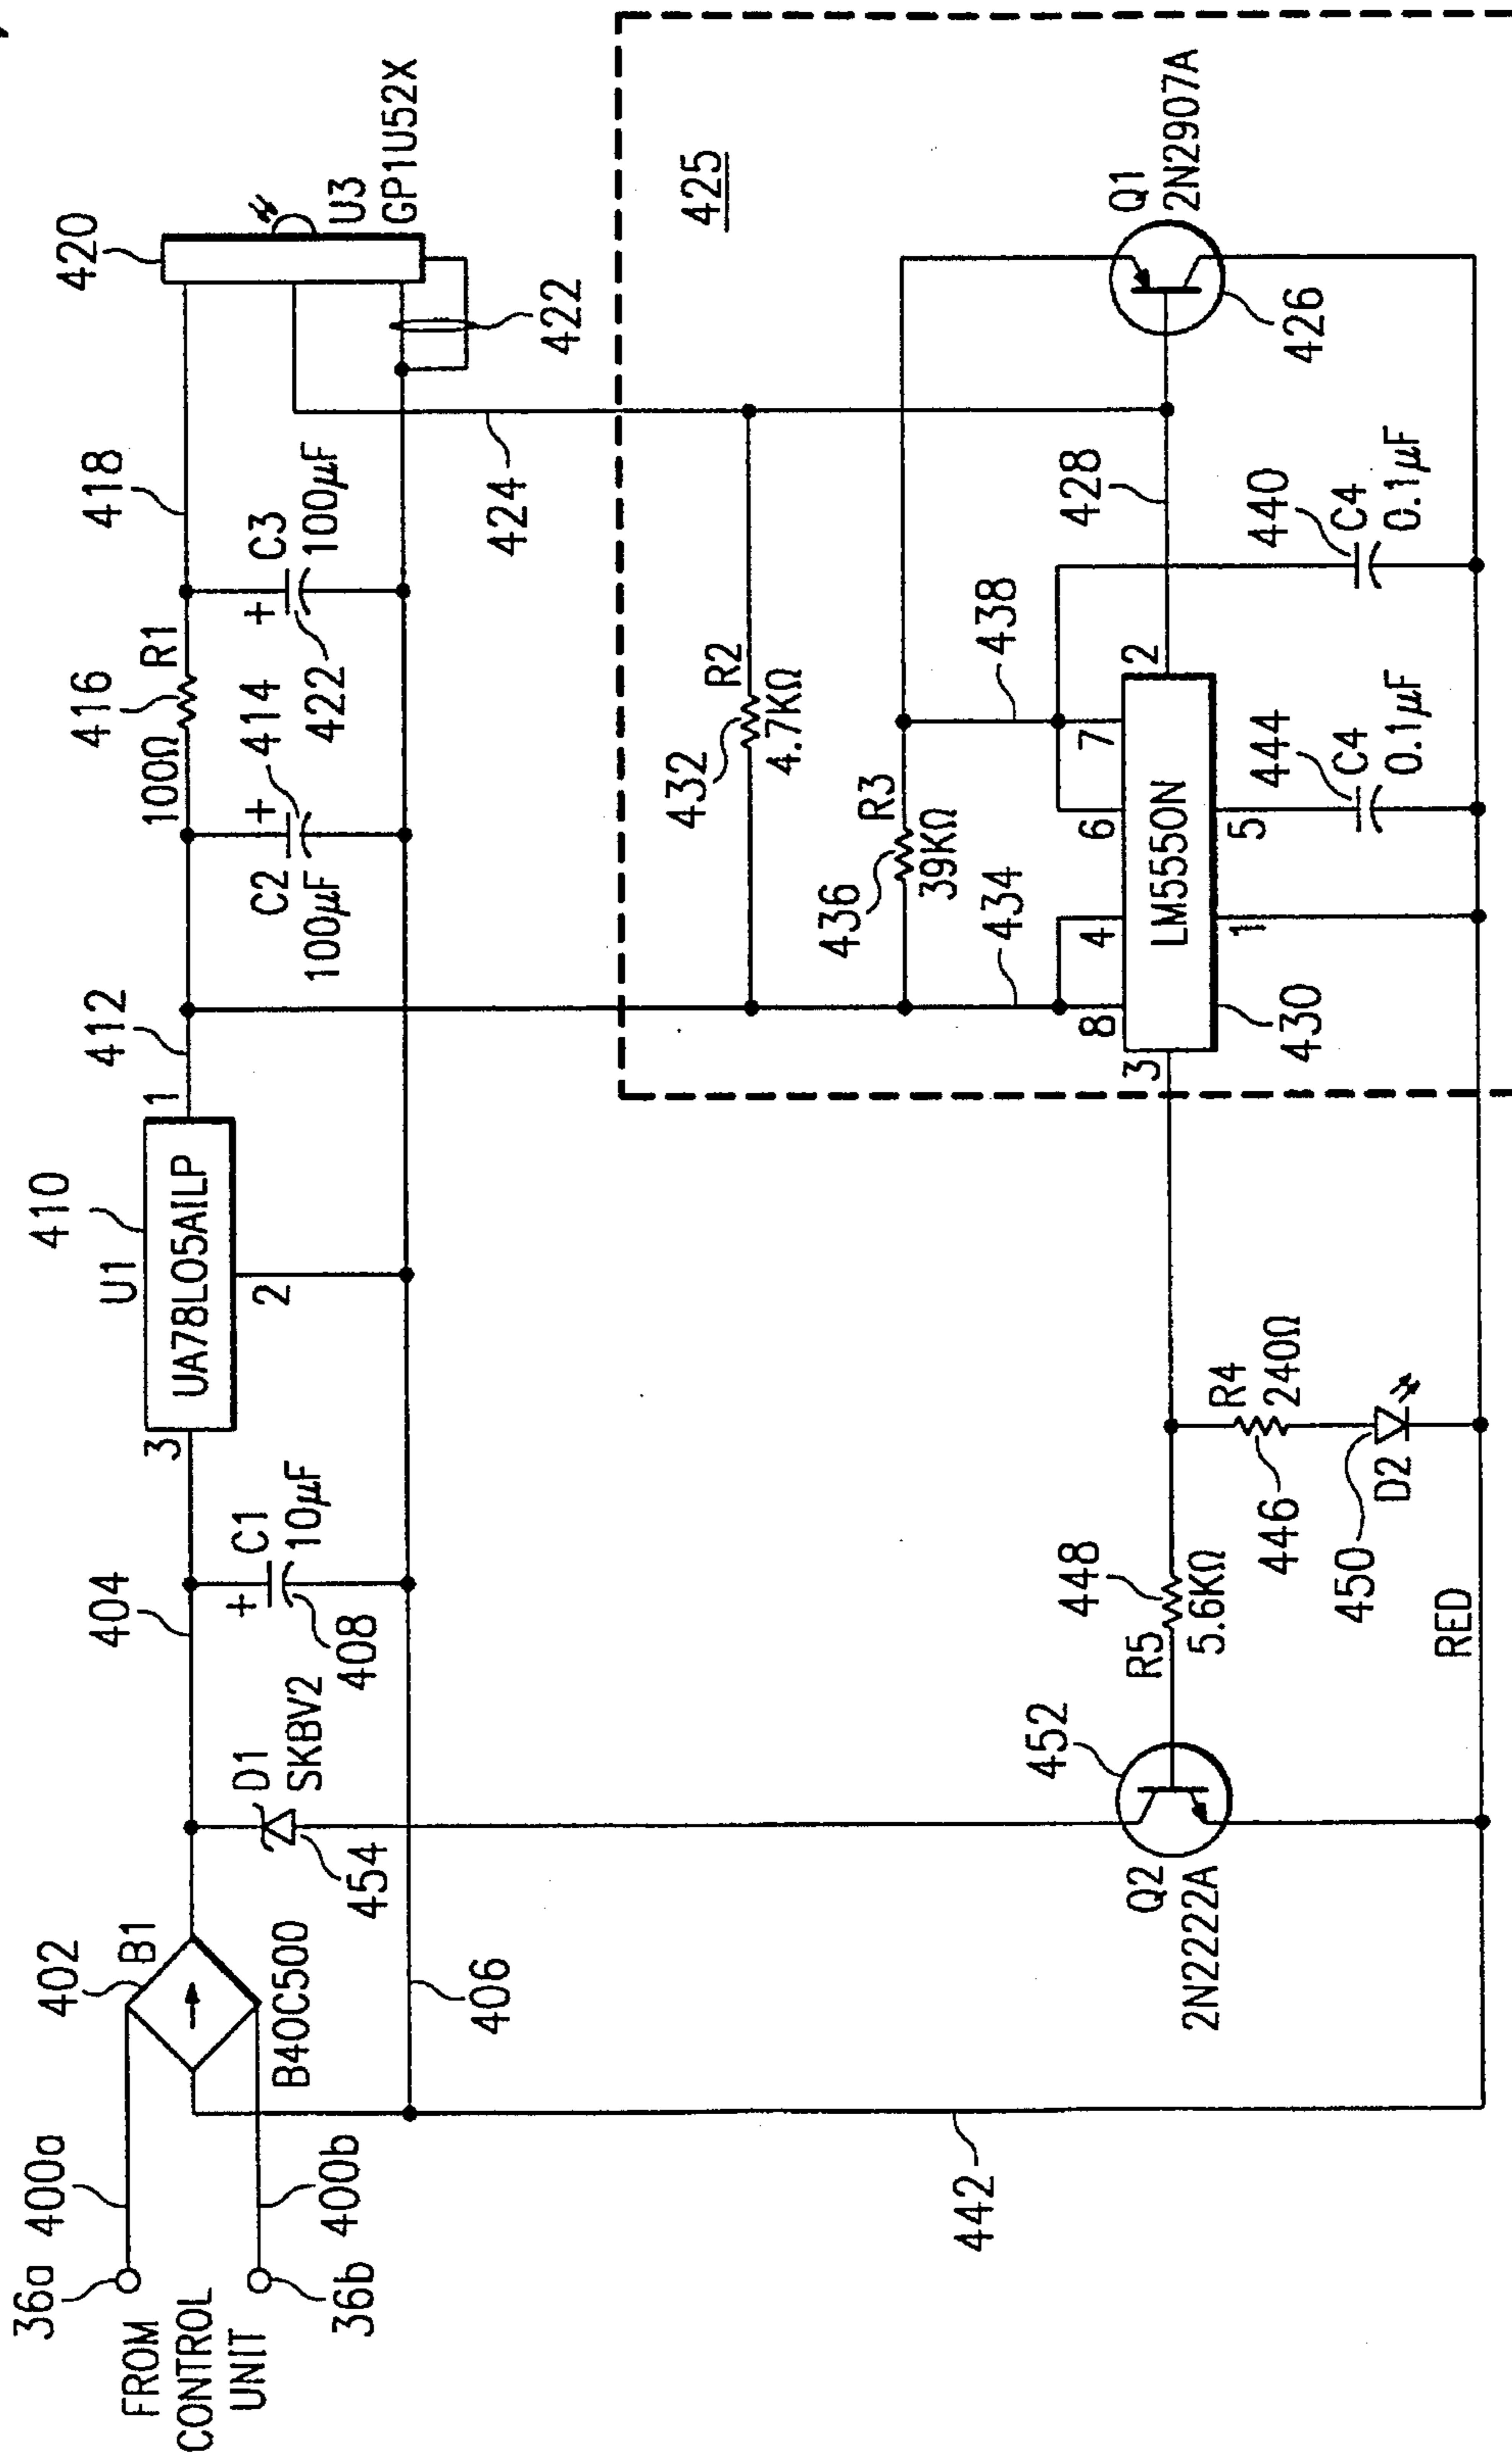 36a
400a
402
B1
404
410
U1
412
416
100Ω
R1
418
420
U3
GP1U52X
FROM
CONTROL
UNIT
36b
400b
B40C500
D1
SKBV2
454
+
C1
10µF
408
3
UA78L05AILP
1
2
C2
100µF
+
414
+
C3
100µF
422
422
406
424
425
432
R2
4.7KΩ
436
R3
39KΩ
434
438
428
Q1
2N2907A
426
442
Q2
2N2222A
452
R5
448
5.6KΩ
R4
240Ω
446
450
D2
RED
3
8
4
6
7
2
LM5550N
1
5
430
444
C4
0.1µF
440
C4
0.1µF